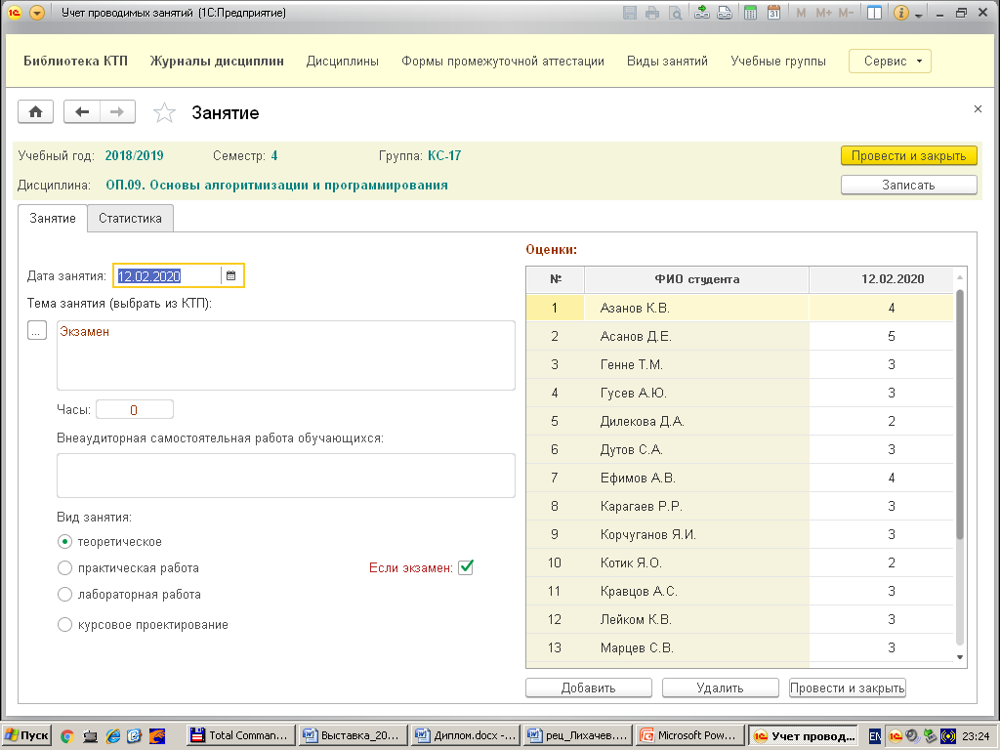 Учет проводимых занятий (1С:Предприятие)
M M+ M-
Библиотека КТП Журналы дисциплин Дисциплины Формы промежуточной аттестации Виды занятий Учебные группы Сервис
Занятие
Учебный год: 2018/2019 Семестр: 4 Группа: КС-17
Провести и закрыть
Дисциплина: ОП.09. Основы алгоритмизации и программирования
Записать
Занятие Статистика
Дата занятия: 12.02.2020
Тема занятия (выбрать из КТП):
... Экзамен
Часы: 0
Внеаудиторная самостоятельная работа обучающихся:
Вид занятия:
теоретическое
практическая работа
Если экзамен:
лабораторная работа
курсовое проектирование
Оценки:
№ ФИО студента 12.02.2020
1 Азанов К.В. 4
2 Асанов Д.Е. 5
3 Генне Т.М. 3
4 Гусев А.Ю. 3
5 Дилекова Д.А. 2
6 Дутов С.А. 3
7 Ефимов А.В. 4
8 Карагаев Р.Р. 3
9 Корчуганов Я.И. 3
10 Котик Я.О. 2
11 Кравцов А.С. 3
12 Лейком К.В. 3
13 Марцев С.В. 3
Добавить Удалить Провести и закрыть
Пуск Total Comman... Выставка_20... Диплом.docx -... рец_Лихачев.... Microsoft Pow... Учет провод... EN 23:24